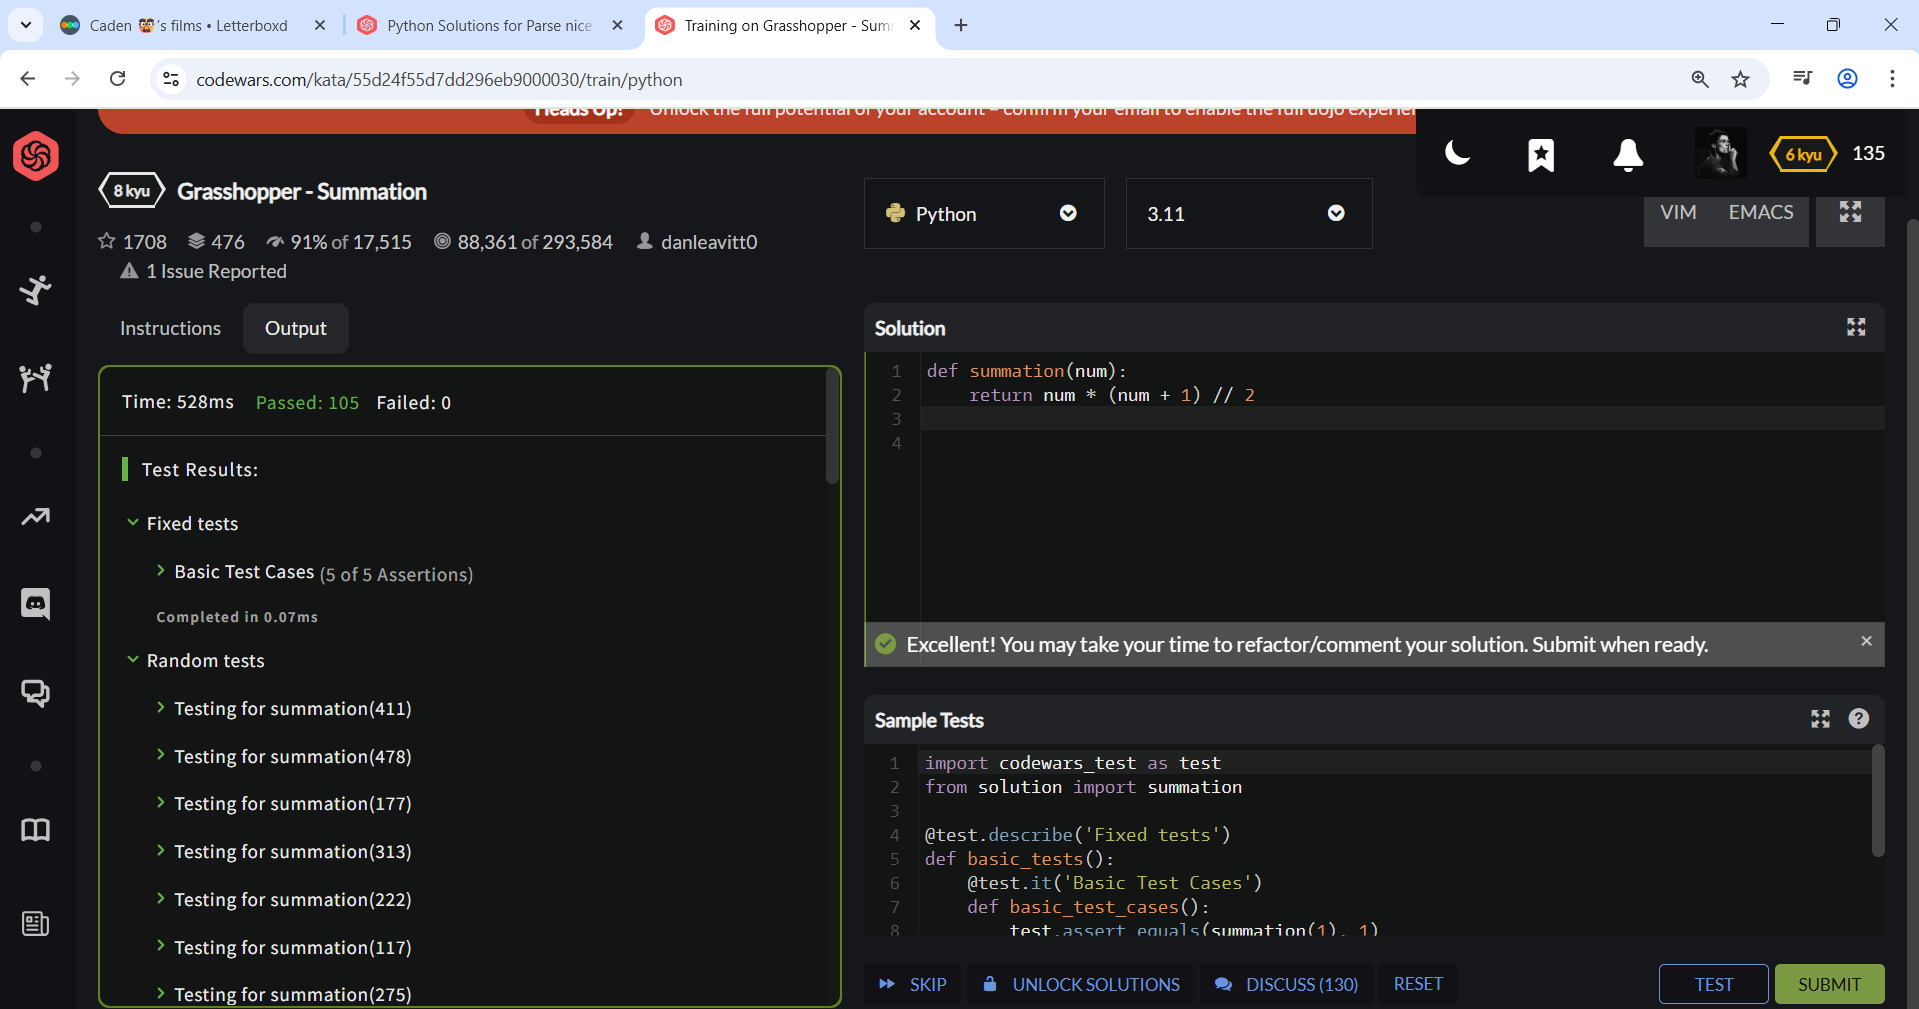 Caden 's films • Letterboxd
Python Solutions for Parse nice
Training on Grasshopper - Sum
codewars.com/kata/55d24f55d7dd296eb9000030/train/python
Heads Up! Unlock the full potential of your account – confirm your email to enable the full dojo experie
6 kyu 135
8 kyu Grasshopper - Summation
1708 476 91% of 17,515 88,361 of 293,584 danleavitt0
1 Issue Reported
Python
3.11
VIM EMACS
Instructions Output
Time: 528ms Passed: 105 Failed: 0
Test Results:
Fixed tests
Basic Test Cases (5 of 5 Assertions)
Completed in 0.07ms
Random tests
Testing for summation(411)
Testing for summation(478)
Testing for summation(177)
Testing for summation(313)
Testing for summation(222)
Testing for summation(117)
Testing for summation(275)
Solution
1 def summation(num):
2     return num * (num + 1) // 2
3
4
Excellent! You may take your time to refactor/comment your solution. Submit when ready.
Sample Tests
1 import codewars_test as test
2 from solution import summation
3
4 @test.describe('Fixed tests')
5 def basic_tests():
6     @test.it('Basic Test Cases')
7     def basic_test_cases():
8         test.assert_equals(summation(1), 1)
SKIP UNLOCK SOLUTIONS DISCUSS (130) RESET TEST SUBMIT